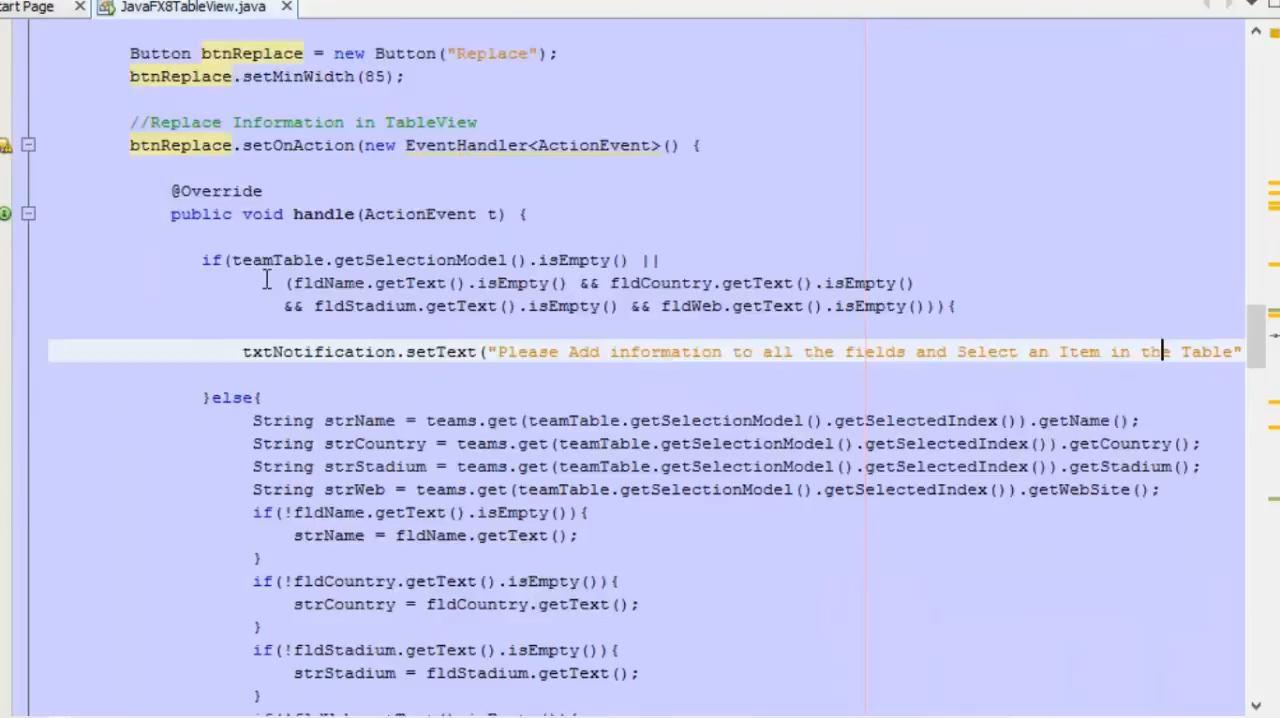 tart Page
JavaFX8TableView.java
Button btnReplace = new Button("Replace");
btnReplace.setMinWidth(85);
//Replace Information in TableView
btnReplace.setOnAction(new EventHandler<ActionEvent>() {
@Override
public void handle(ActionEvent t) {
if(teamTable.getSelectionModel().isEmpty() ||
(fldName.getText().isEmpty() && fldCountry.getText().isEmpty()
&& fldStadium.getText().isEmpty() && fldWeb.getText().isEmpty())){
txtNotification.setText("Please Add information to all the fields and Select an Item in the Table"
}else{
String strName = teams.get(teamTable.getSelectionModel().getSelectedIndex()).getName();
String strCountry = teams.get(teamTable.getSelectionModel().getSelectedIndex()).getCountry();
String strStadium = teams.get(teamTable.getSelectionModel().getSelectedIndex()).getStadium();
String strWeb = teams.get(teamTable.getSelectionModel().getSelectedIndex()).getWebSite();
if(!fldName.getText().isEmpty()){
strName = fldName.getText();
}
if(!fldCountry.getText().isEmpty()){
strCountry = fldCountry.getText();
}
if(!fldStadium.getText().isEmpty()){
strStadium = fldStadium.getText();
}